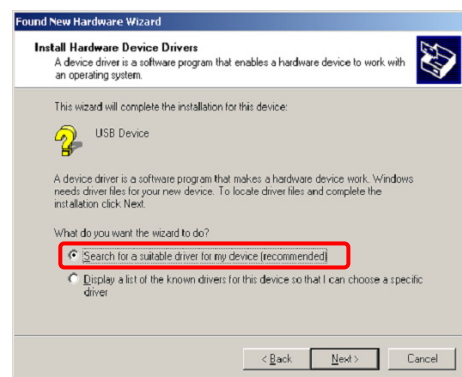 Found New Hardware Wizard
Install Hardware Device Drivers
A device driver is a software program that enables a hardware device to work with
an operating system.
This wizard will complete the installation for this device:
USB Device
A device driver is a software program that makes a hardware device work. Windows
needs driver files for your new device. To locate driver files and complete the
installation click Next.
What do you want the wizard to do?
Search for a suitable driver for my device (recommended)
Display a list of the known drivers for this device so that I can choose a specific
driver
< Back
Next >
Cancel